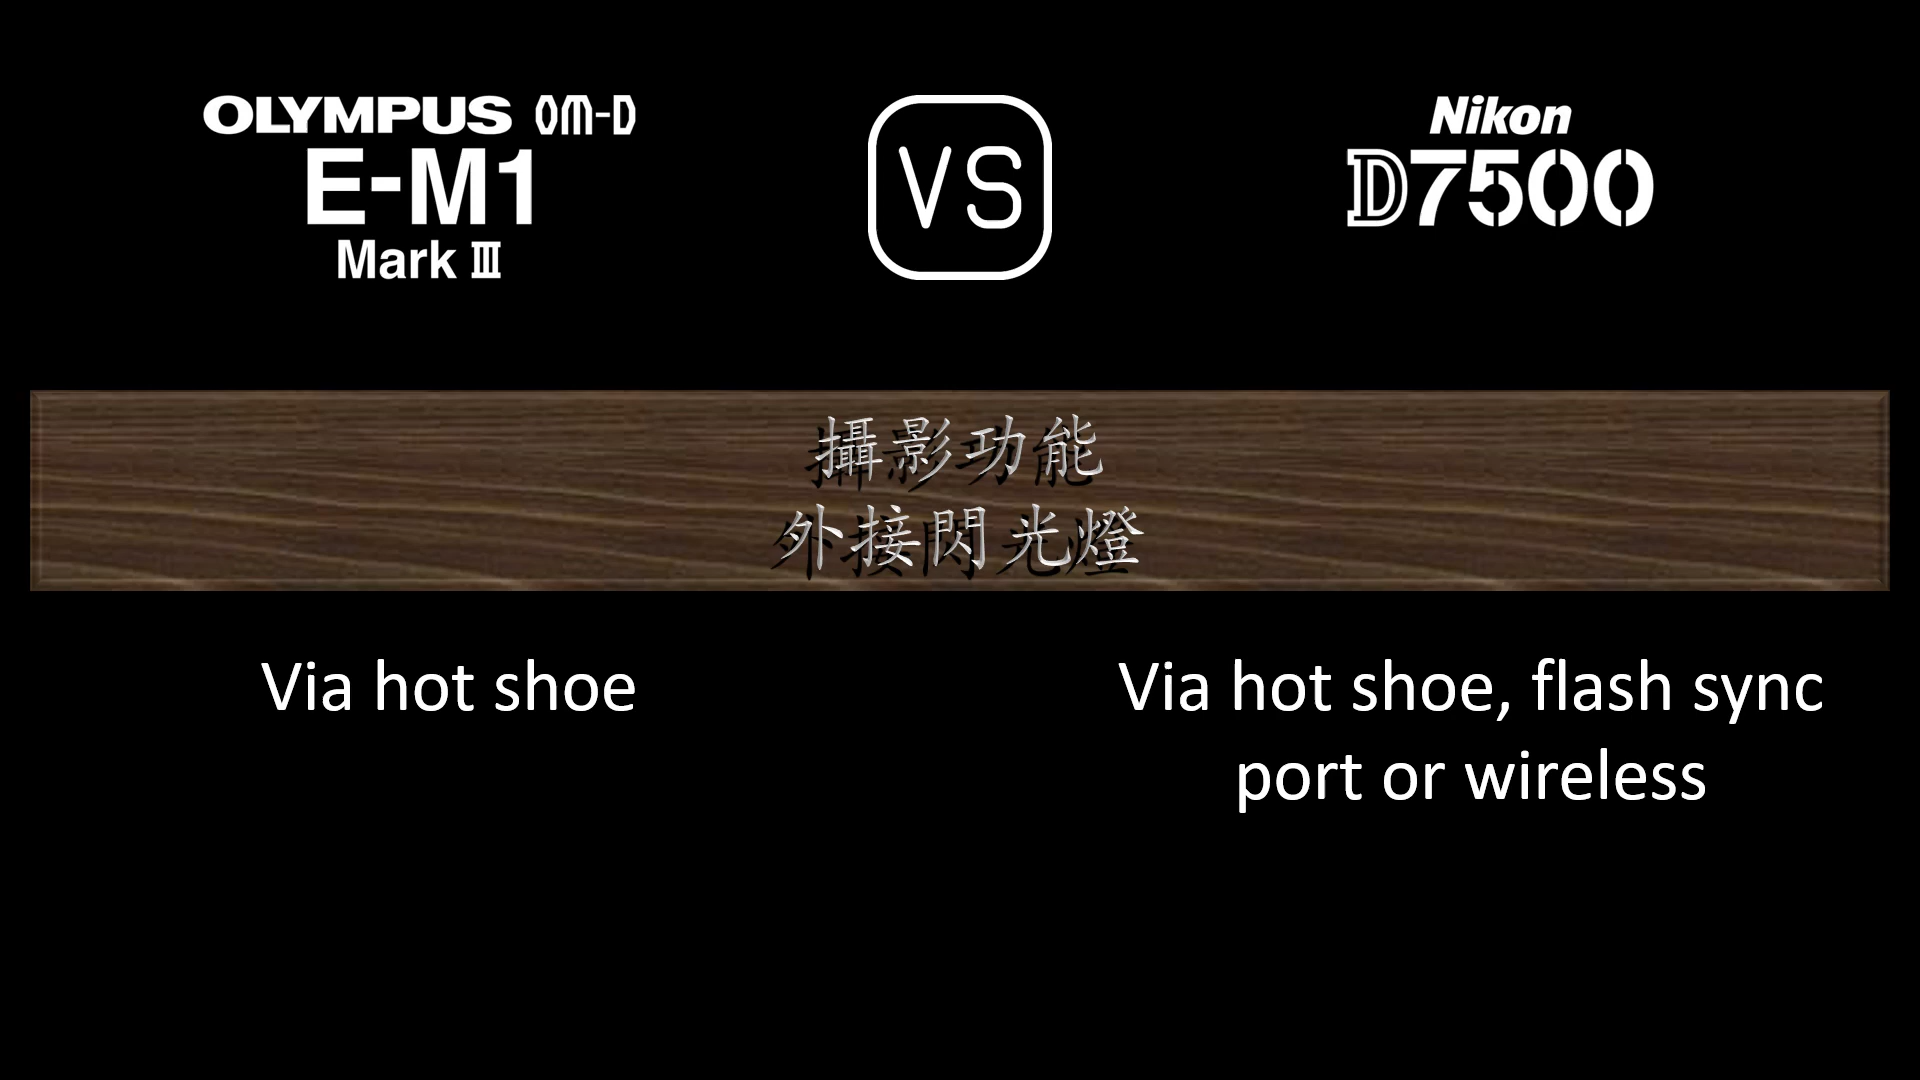 OLYMPUS OM-D
E-M1
Mark III
VS
Nikon
D7500
攝影功能
外接閃光燈
Via hot shoe
Via hot shoe, flash sync
port or wireless